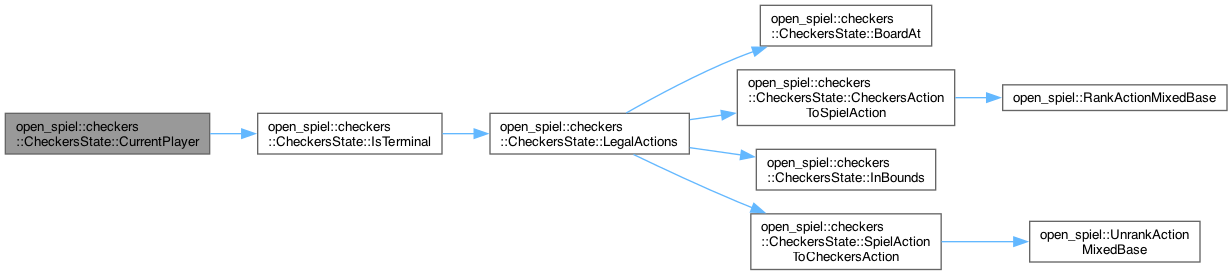 open_spiel::checkers
::CheckersState::CurrentPlayer
open_spiel::checkers
::CheckersState::IsTerminal
open_spiel::checkers
::CheckersState::LegalActions
open_spiel::checkers
::CheckersState::BoardAt
open_spiel::checkers
::CheckersState::CheckersAction
ToSpielAction
open_spiel::RankActionMixedBase
open_spiel::checkers
::CheckersState::InBounds
open_spiel::checkers
::CheckersState::SpielAction
ToCheckersAction
open_spiel::UnrankAction
MixedBase